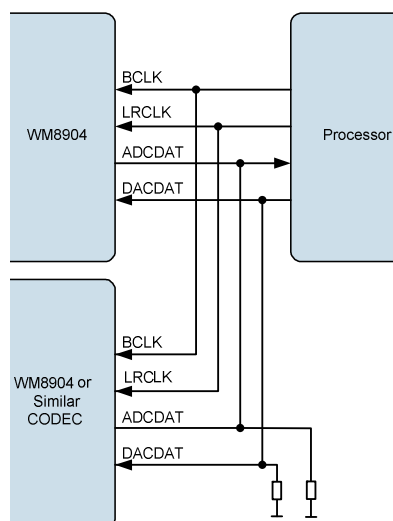 BCLK
LRCLK
WM8904
Processor
ADCDAT
DACDAT
BCLK
LRCLK
WM8904 or
Similar
CODEC
ADCDAT
DACDAT